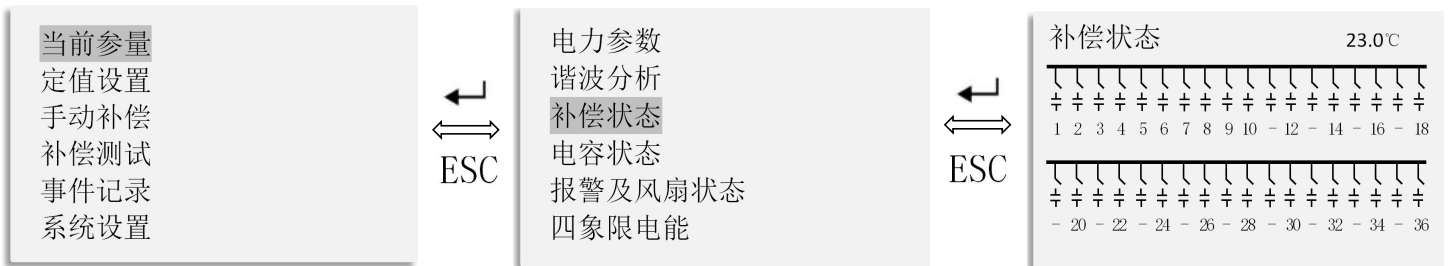 当前参量
定值设置
手动补偿
补偿测试
事件记录
系统设置
ESC
电力参数
谐波分析
补偿状态
电容状态
报警及风扇状态
四象限电能
ESC
补偿状态 23.0℃
1 2 3 4 5 6 7 8 9 10 - 12 - 14 - 16 - 18
- 20 - 22 - 24 - 26 - 28 - 30 - 32 - 34 - 36